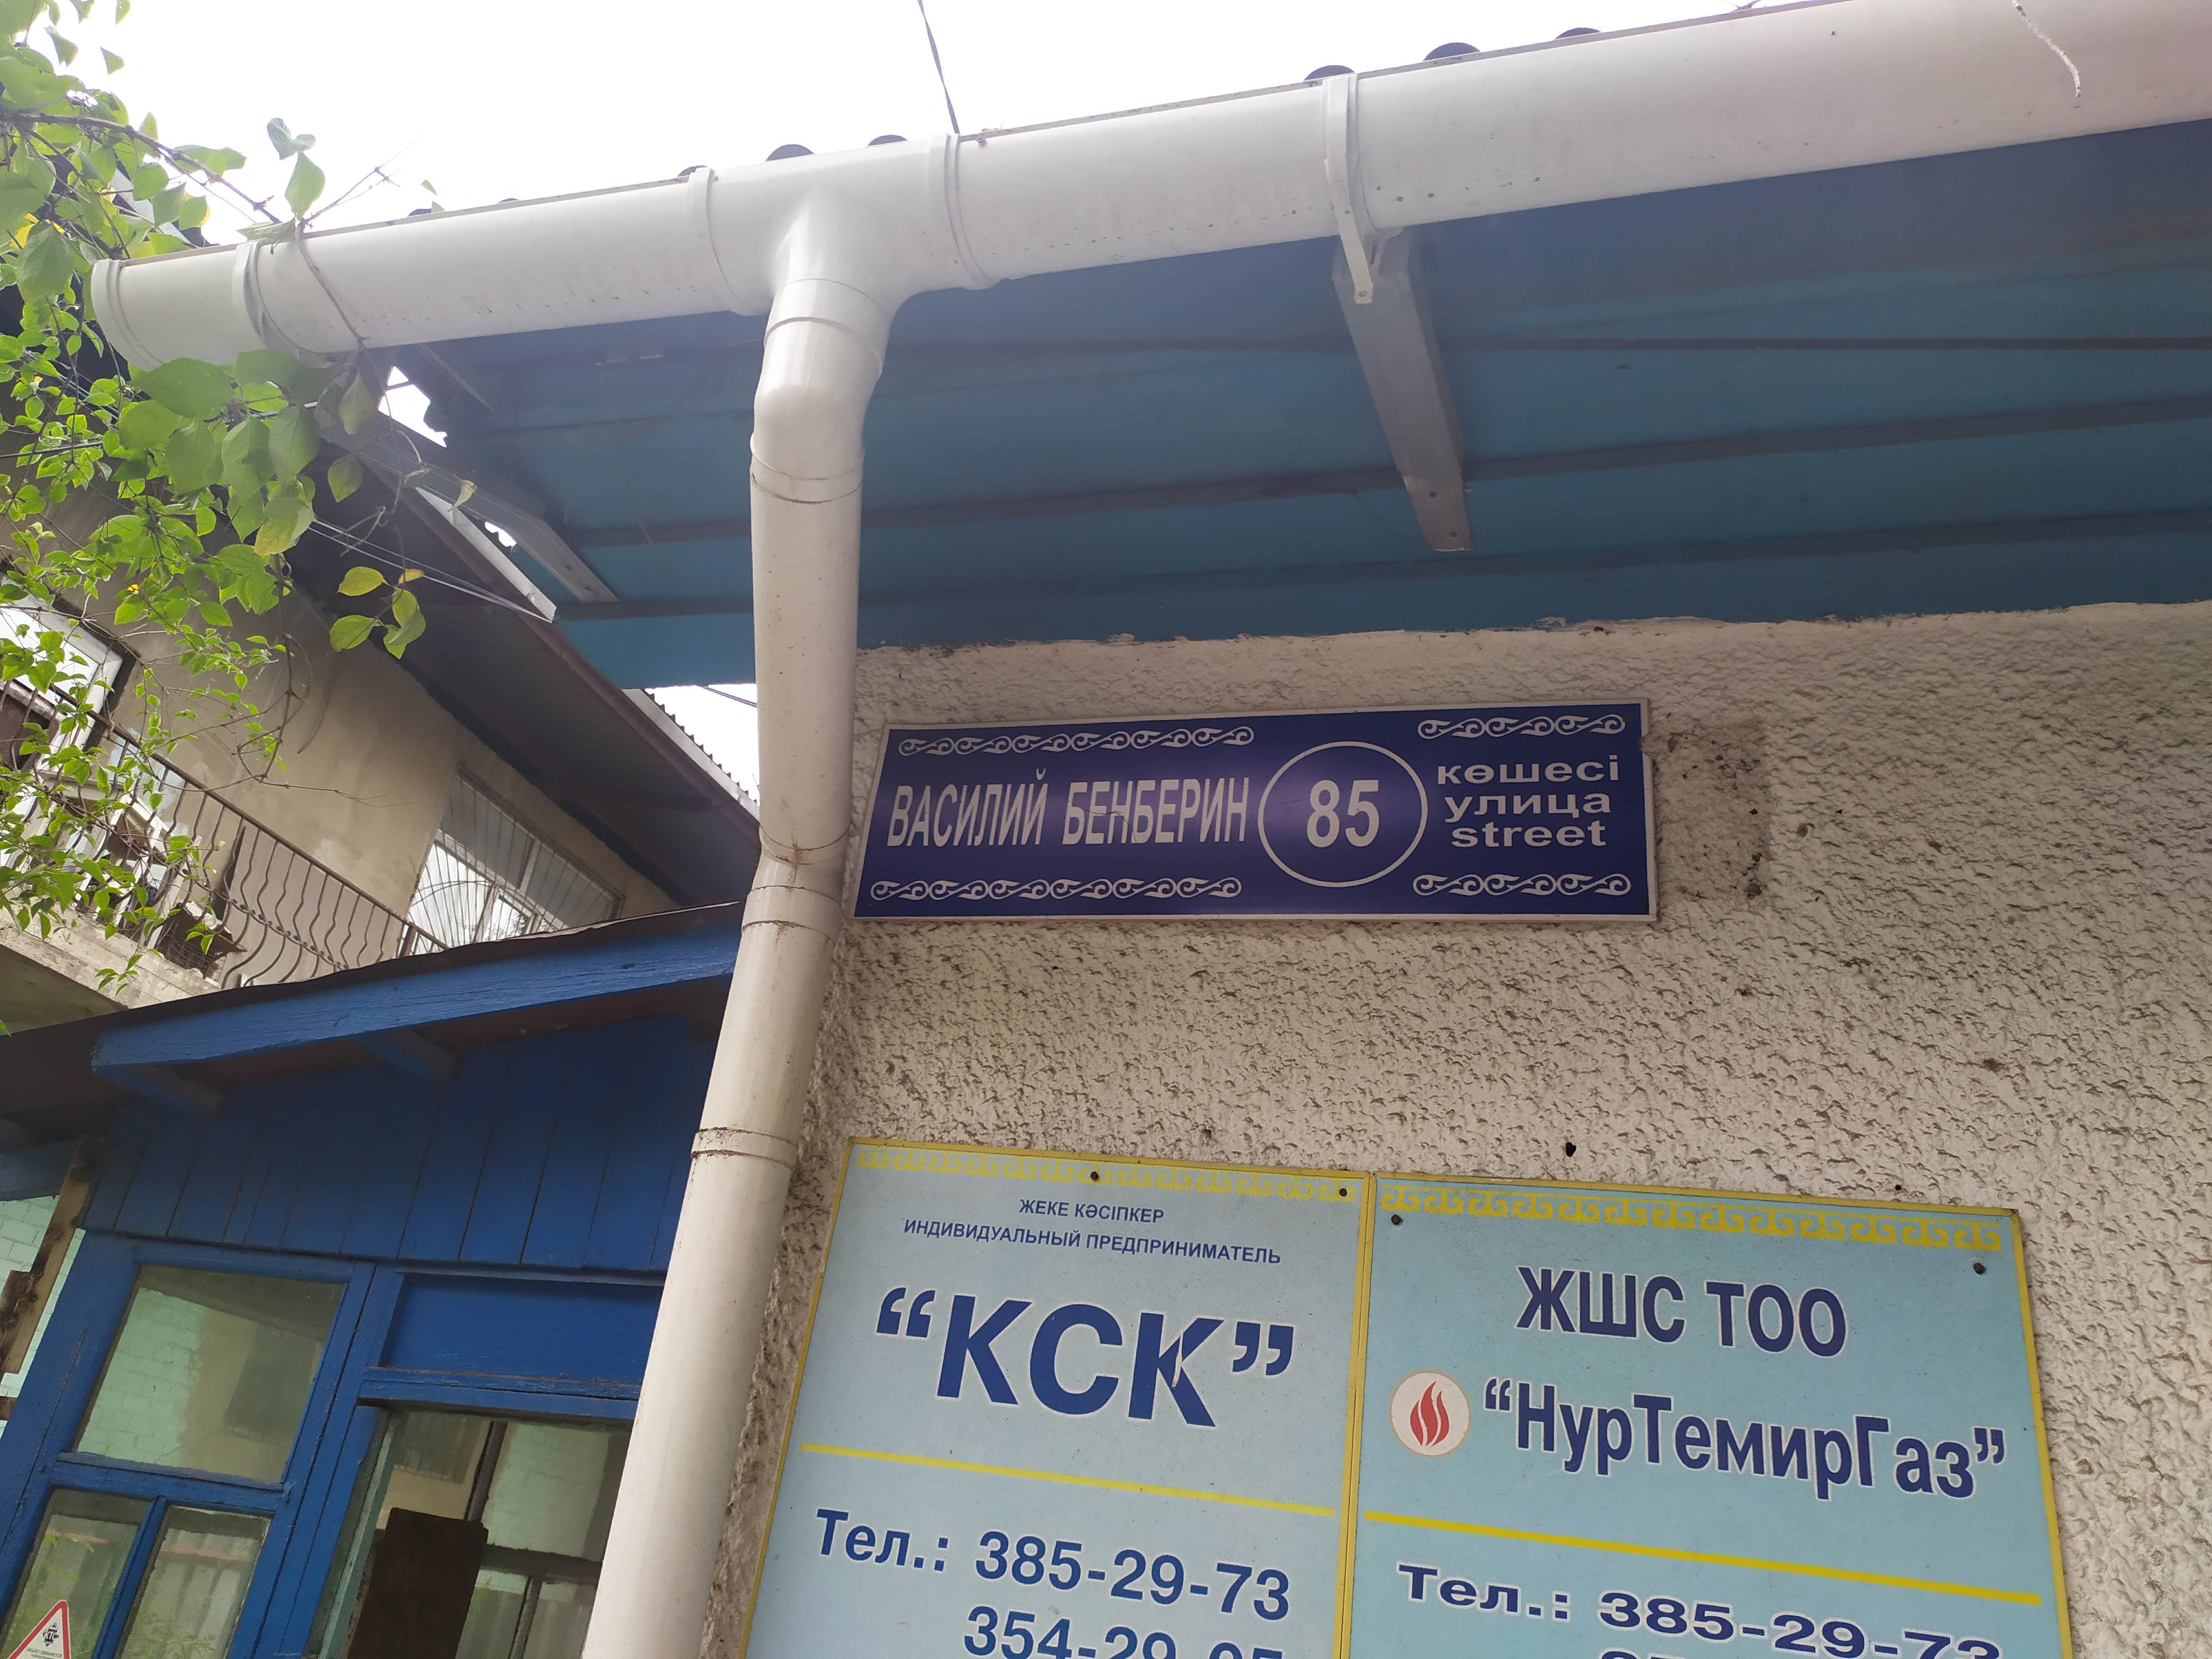 ВАСИЛИЙ БЕНБЕРИН
85
көшесі
улица
street
ЖЕКЕ КӘСІПКЕР
ИНДИВИДУАЛЬНЫЙ ПРЕДПРИНИМАТЕЛЬ
“КСК”
Тел.: 385-29-73
ЖШС ТОО
“НурТемирГаз”
Тел.: 385-29-73